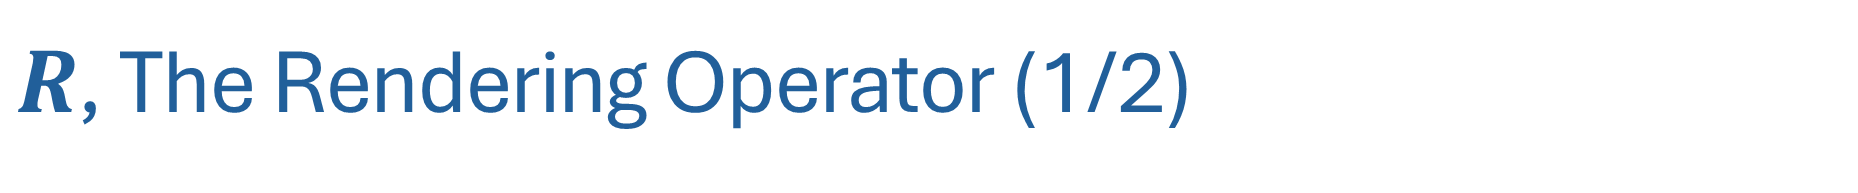 R, The Rendering Operator (1/2)